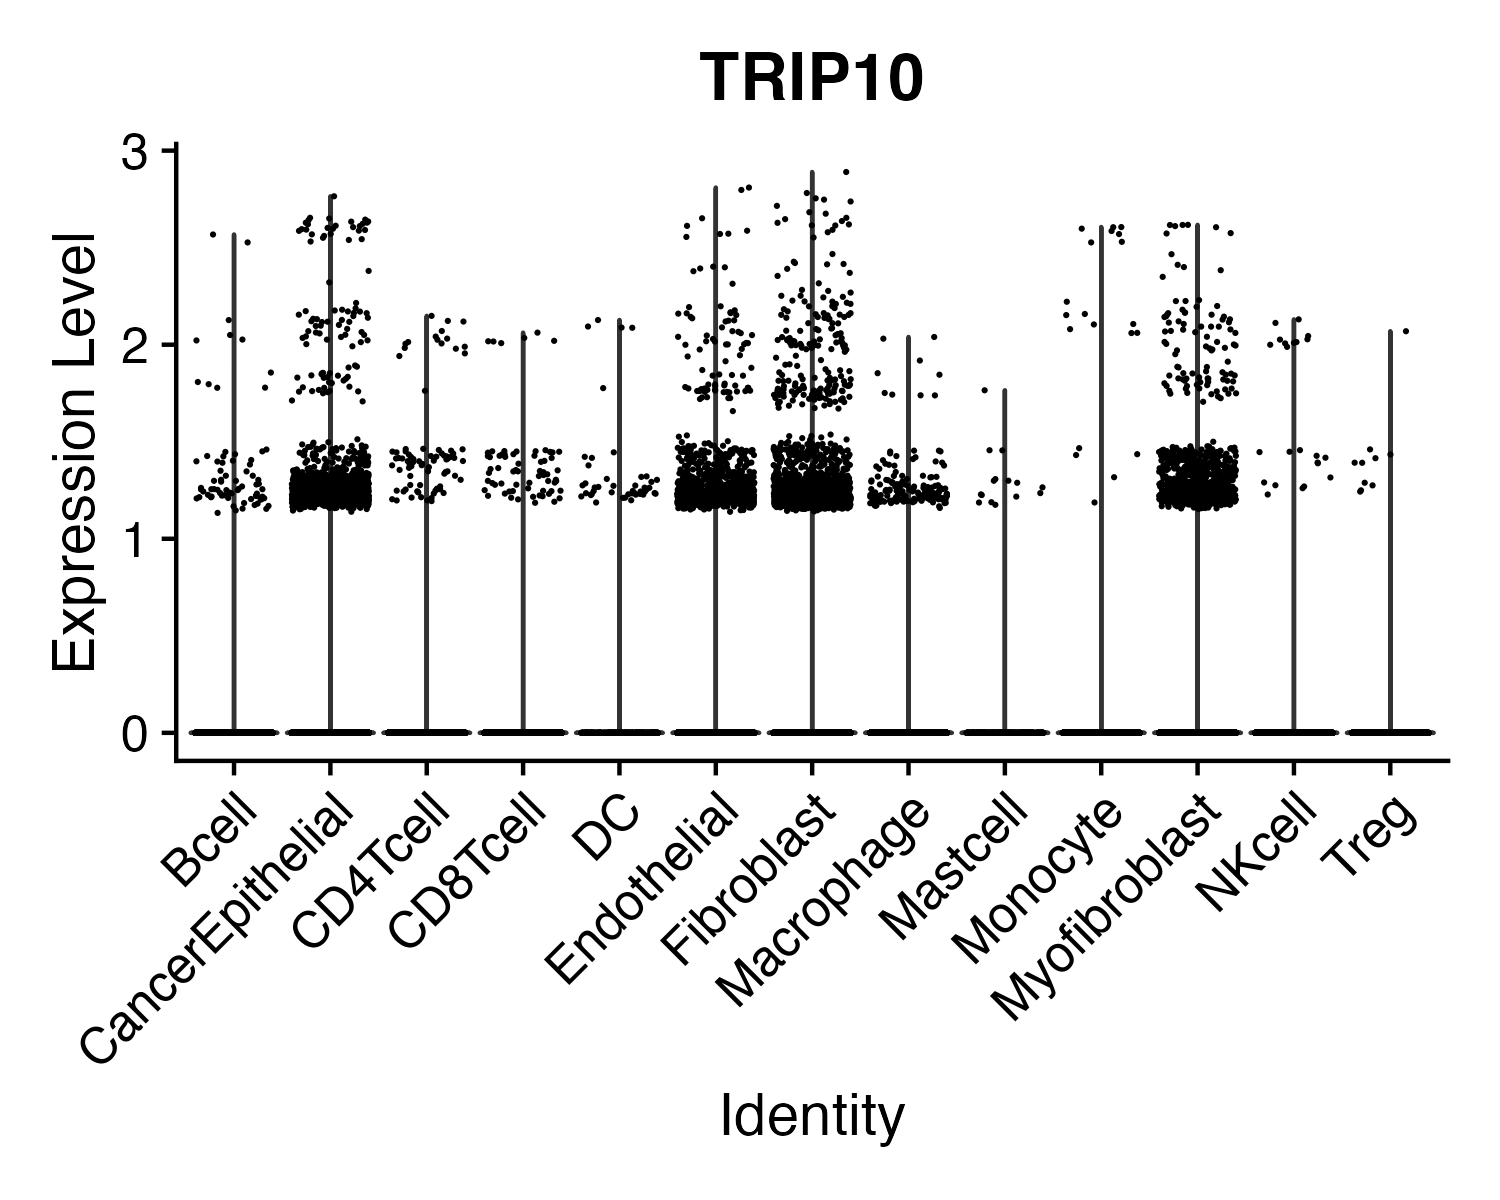 TRIP10
Expression Level
3
2
1
0
Bcell
CancerEpithelial
CD4Tcell
CD8Tcell
DC
Endothelial
Fibroblast
Macrophage
Mastcell
Monocyte
Myofibroblast
NKcell
Treg
Identity